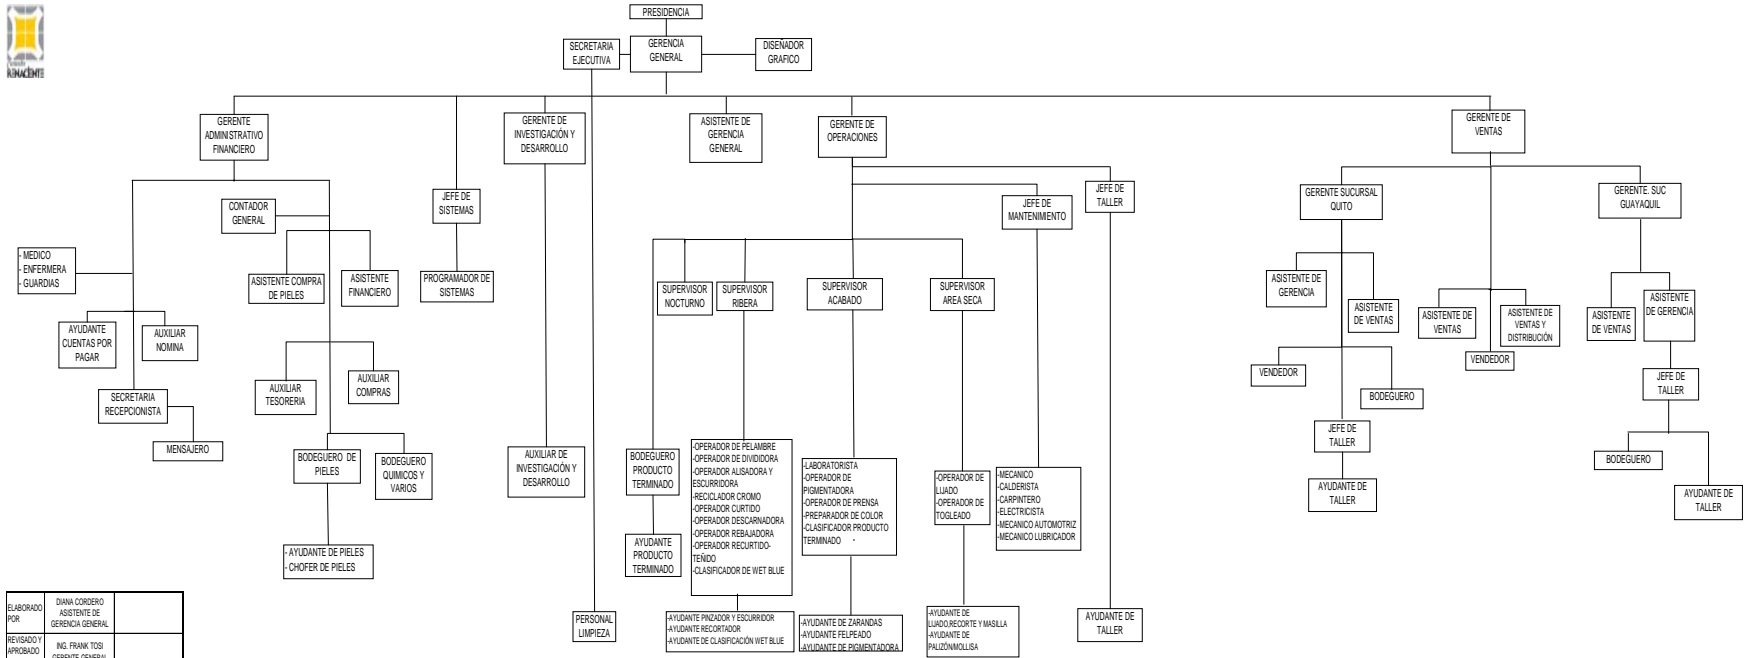 PRESIDENCIA
SECRETARIA
EJECUTIVA
GERENCIA
GENERAL
DISEÑADOR
GRAFICO
RENACIENTE
GERENTE
ADMINISTRATIVO
FINANCIERO
GERENTE DE
INVESTIGACIÓN Y
DESARROLLO
ASISTENTE DE
GERENCIA
GENERAL
GERENTE DE
OPERACIONES
GERENTE DE
VENTAS
CONTADOR
GENERAL
JEFE DE
SISTEMAS
JEFE DE
MANTENIMIENTO
JEFE DE
TALLER
GERENTE SUCURSAL
QUITO
GERENTE. SUC
GUAYAQUIL
- MEDICO
- ENFERMERA
- GUARDIAS
ASISTENTE COMPRA
DE PIELES
ASISTENTE
FINANCIERO
PROGRAMADOR DE
SISTEMAS
SUPERVISOR
NOCTURNO
SUPERVISOR
RIBERA
SUPERVISOR
ACABADO
SUPERVISOR
AREA SECA
ASISTENTE DE
GERENCIA
ASISTENTE
DE VENTAS
ASISTENTE DE
VENTAS
ASISTENTE DE
VENTAS Y
DISTRIBUCIÓN
ASISTENTE
DE VENTAS
ASISTENTE
DE GERENCIA
AYUDANTE
CUENTAS POR
PAGAR
AUXILIAR
NOMINA
VENDEDOR
VENDEDOR
SECRETARIA
RECEPCIONISTA
AUXILIAR
TESORERIA
AUXILIAR
COMPRAS
BODEGUERO
JEFE DE
TALLER
MENSAJERO
BODEGUERO DE
PIELES
BODEGUERO
QUIMICOS Y
VARIOS
AUXILIAR DE
INVESTIGACIÓN Y
DESARROLLO
BODEGUERO
PRODUCTO
TERMINADO
-OPERADOR DE PELAMBRE
-OPERADOR DE DIVIDIDORA
-OPERADOR ALISADORA Y
ESCURRIDORA
-RECICLADOR CROMO
-OPERADOR CURTIDO
-OPERADOR DESCARNADORA
-OPERADOR REBAJADORA
-OPERADOR RECURTIDO-
TEÑIDO
-CLASIFICADOR DE WET BLUE
-LABORATORISTA
-OPERADOR DE
PIGMENTADORA
-OPERADOR DE PRENSA
-PREPARADOR DE COLOR
-CLASIFICADOR PRODUCTO
TERMINADO
-OPERADOR DE
LIJADO
-OPERADOR DE
TOGLEADO
-MECANICO
-CALDERISTA
-CARPINTERO
-ELECTRICISTA
-MECANICO AUTOMOTRIZ
-MECANICO LUBRICADOR
JEFE DE
TALLER
BODEGUERO
AYUDANTE DE
TALLER
AYUDANTE DE
TALLER
- AYUDANTE DE PIELES
- CHOFER DE PIELES
AYUDANTE
PRODUCTO
TERMINADO
PERSONAL
LIMPIEZA
-AYUDANTE PINZADOR Y ESCURRIDOR
-AYUDANTE RECORTADOR
-AYUDANTE DE CLASIFICACIÓN WET BLUE
-AYUDANTE DE ZARANDAS
-AYUDANTE FELPEADO
-AYUDANTE DE PIGMENTADORA
-AYUDANTE DE
LIJADO,RECORTE Y MASILLA
-AYUDANTE DE
PALIZÓN/MOLLISA
AYUDANTE DE
TALLER
ELABORADO
POR
DIANA CORDERO
ASISTENTE DE
GERENCIA GENERAL
REVISADO Y
APROBADO
ING. FRANK TOSI
GERENTE GENERAL